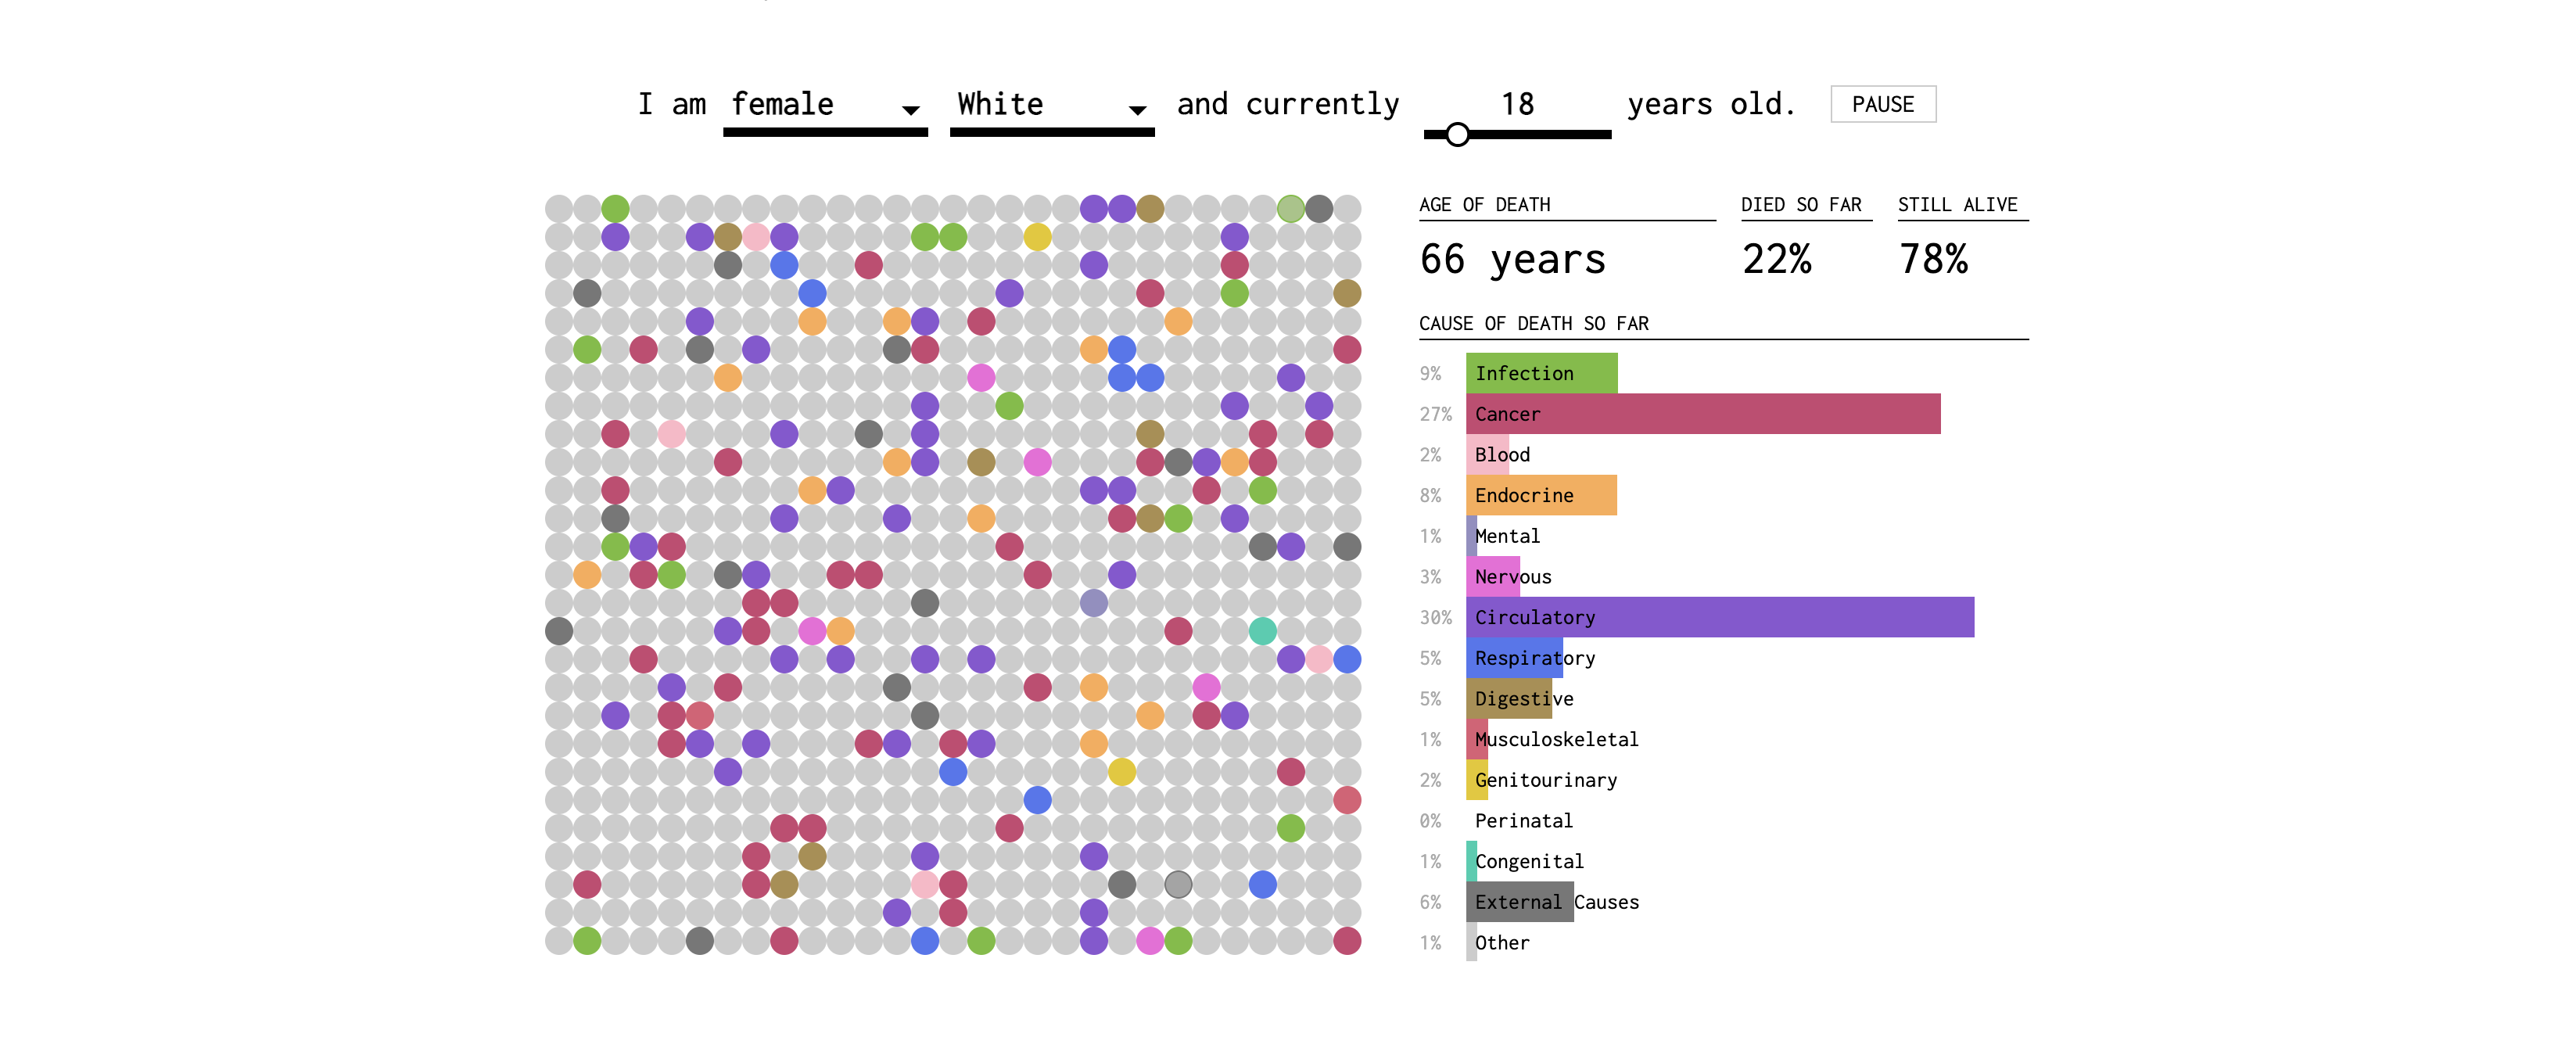 I am female White and currently 18 years old. PAUSE
AGE OF DEATH DIED SO FAR STILL ALIVE
66 years 22% 78%
CAUSE OF DEATH SO FAR
9% Infection
27% Cancer
2% Blood
8% Endocrine
1% Mental
3% Nervous
30% Circulatory
5% Respiratory
5% Digestive
1% Musculoskeletal
2% Genitourinary
0% Perinatal
1% Congenital
6% External Causes
1% Other